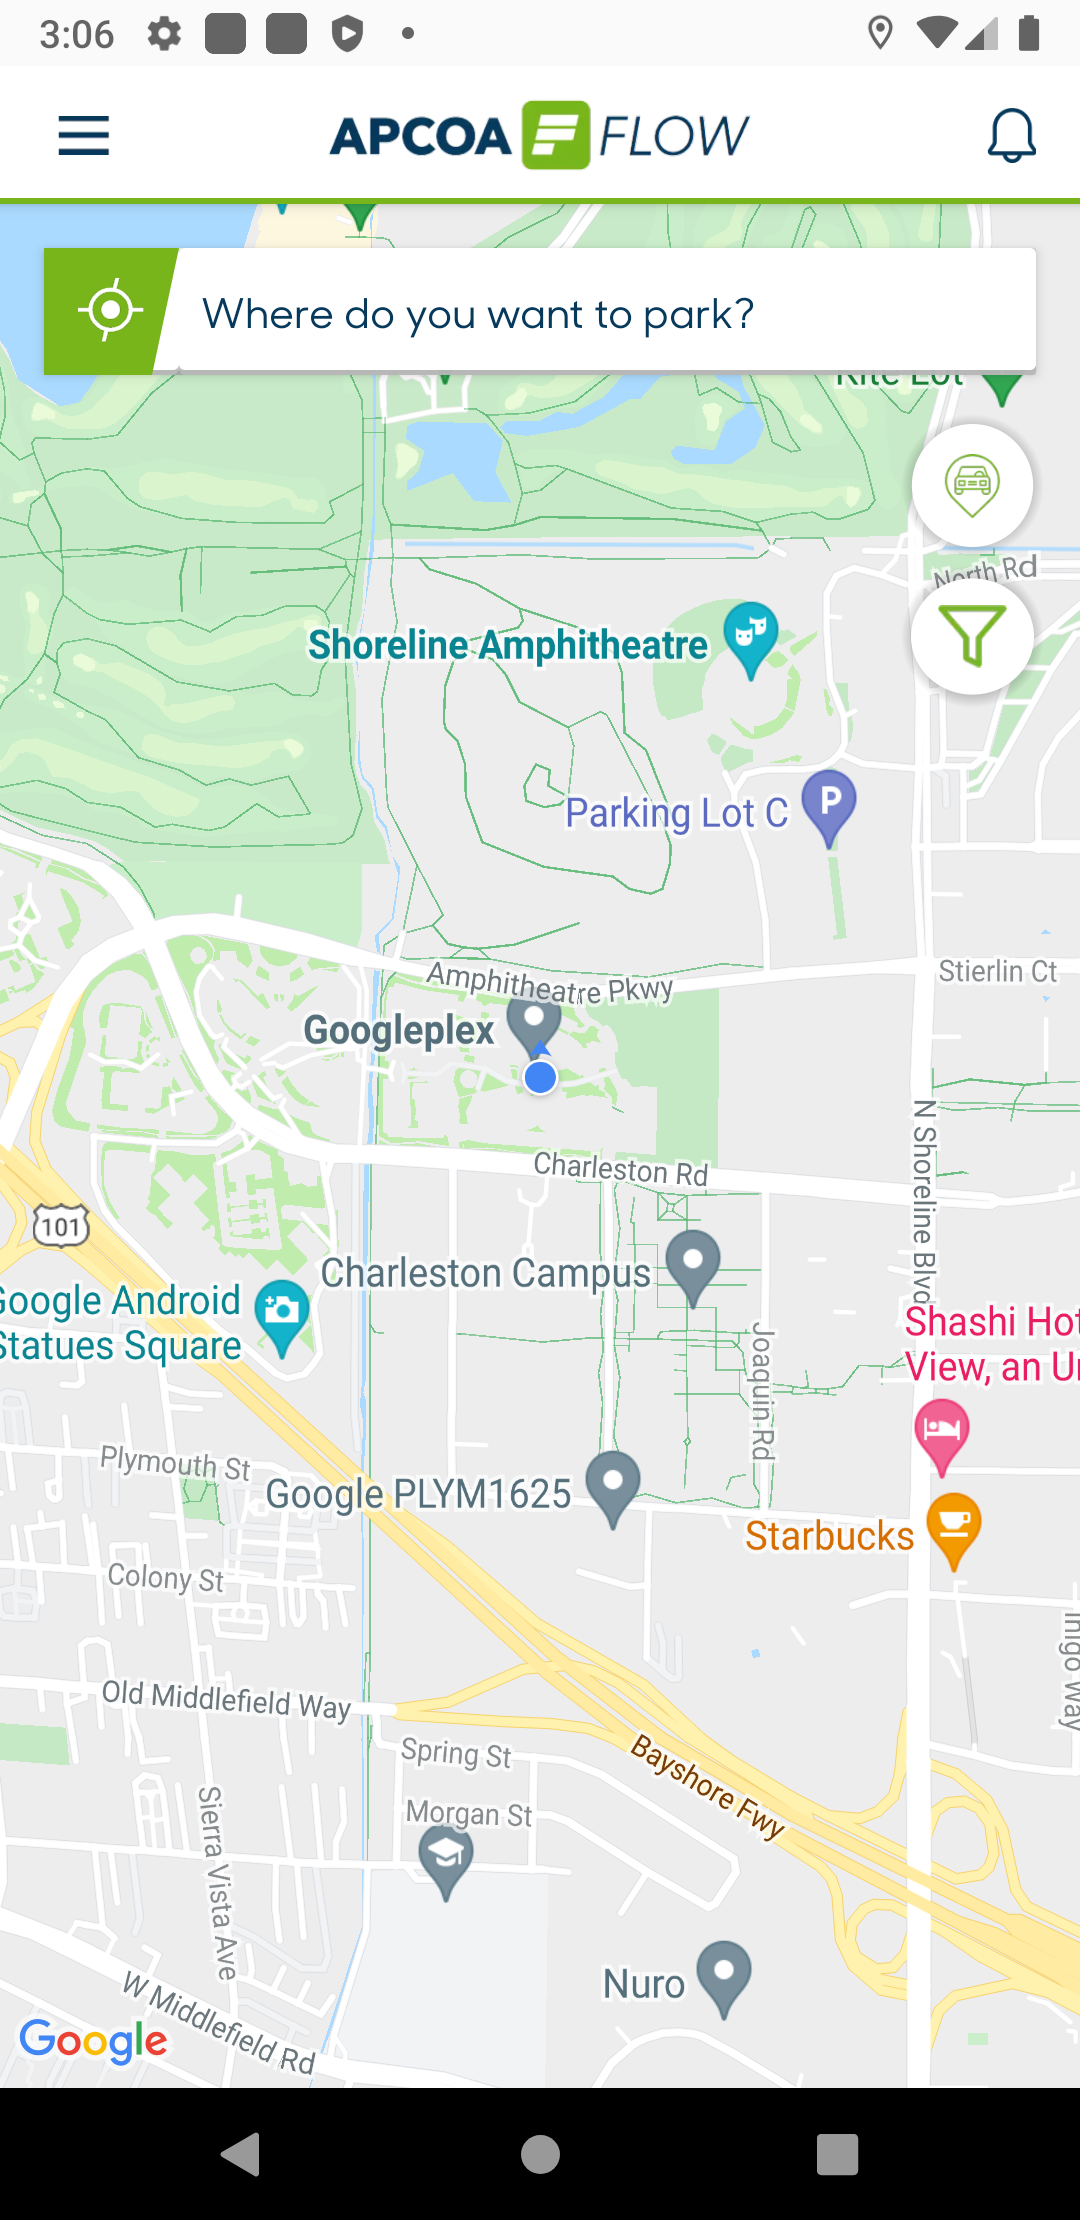 3:06
APCOA FLOW
Where do you want to park?
North Rd
Shoreline Amphitheatre
Parking Lot C
P
Amphitheatre Pkwy
Stierlin Ct
Googleplex
Charleston Rd
N Shoreline Blvd
101
Charleston Campus
Google Android
Statues Square
Shashi Hot
View, an Un
Joaquin Rd
Plymouth St
Google PLYM1625
Starbucks
Colony St
Inigo Way
Old Middlefield Way
Spring St
Bayshore Fwy
Morgan St
Sierra Vista Ave
Nuro
W Middlefield Rd
Google